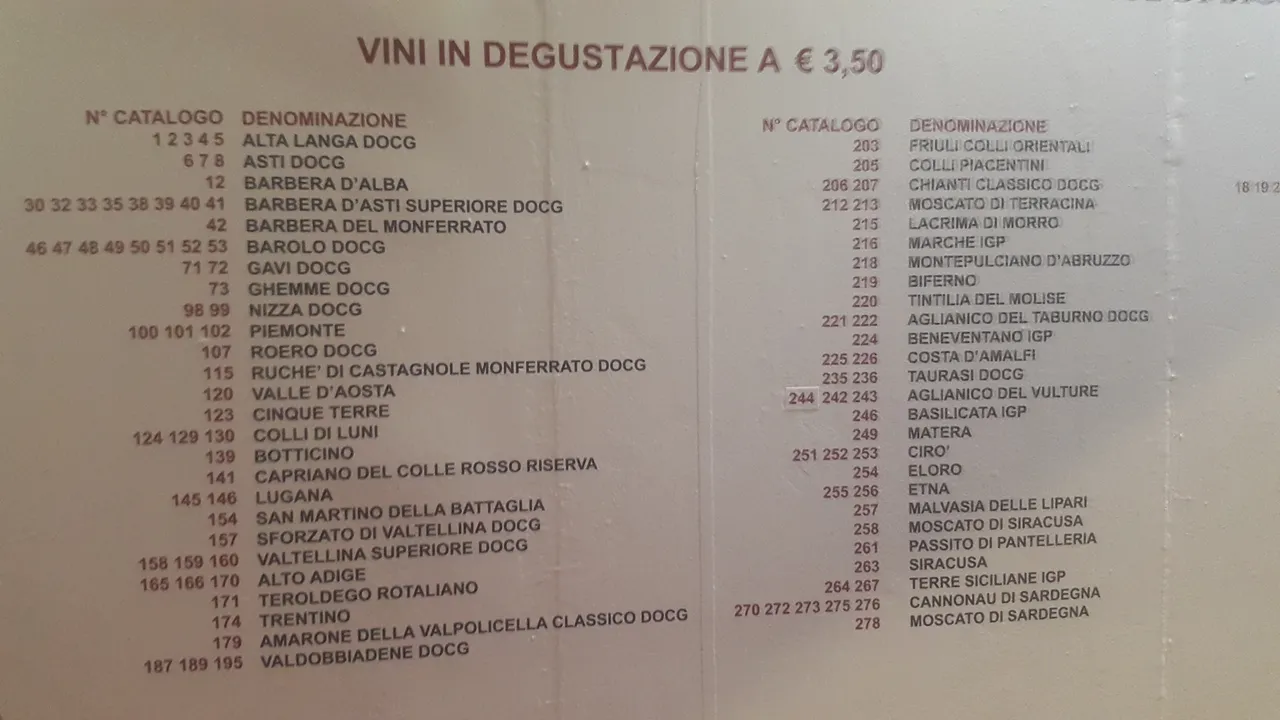 VINI IN DEGUSTAZIONE A € 3,50
N° CATALOGO DENOMINAZIONE
1 2 3 4 5 ALTA LANGA DOCG
6 7 8 ASTI DOCG
12 BARBERA D'ALBA
30 32 33 35 38 39 40 41 BARBERA D'ASTI SUPERIORE DOCG
42 BARBERA DEL MONFERRATO
46 47 48 49 50 51 52 53 BAROLO DOCG
71 72 GAVI DOCG
73 GHEMME DOCG
98 99 NIZZA DOCG
100 101 102 PIEMONTE
107 ROERO DOCG
115 RUCHE' DI CASTAGNOLE MONFERRATO DOCG
120 VALLE D'AOSTA
123 CINQUE TERRE
124 129 130 COLLI DI LUNI
139 BOTTICINO
141 CAPRIANO DEL COLLE ROSSO RISERVA
145 146 LUGANA
154 SAN MARTINO DELLA BATTAGLIA
157 SFORZATO DI VALTELLINA DOCG
158 159 160 VALTELLINA SUPERIORE DOCG
165 166 170 ALTO ADIGE
171 TEROLDEGO ROTALIANO
174 TRENTINO
179 AMARONE DELLA VALPOLICELLA CLASSICO DOCG
187 189 195 VALDOBBIADENE DOCG
N° CATALOGO DENOMINAZIONE
203 FRIULI COLLI ORIENTALI
205 COLLI PIACENTINI
206 207 CHIANTI CLASSICO DOCG
212 213 MOSCATO DI TERRACINA
215 LACRIMA DI MORRO
216 MARCHE IGP
218 MONTEPULCIANO D'ABRUZZO
219 BIFERNO
220 TINTILIA DEL MOLISE
221 222 AGLIANICO DEL TABURNO DOCG
224 BENEVENTANO IGP
225 226 COSTA D'AMALFI
235 236 TAURASI DOCG
244 242 243 AGLIANICO DEL VULTURE
246 BASILICATA IGP
249 MATERA
251 252 253 CIRO'
254 ELORO
255 256 ETNA
257 MALVASIA DELLE LIPARI
258 MOSCATO DI SIRACUSA
261 PASSITO DI PANTELLERIA
263 SIRACUSA
264 267 TERRE SICILIANE IGP
270 272 273 275 276 CANNONAU DI SARDEGNA
278 MOSCATO DI SARDEGNA
18 19 2